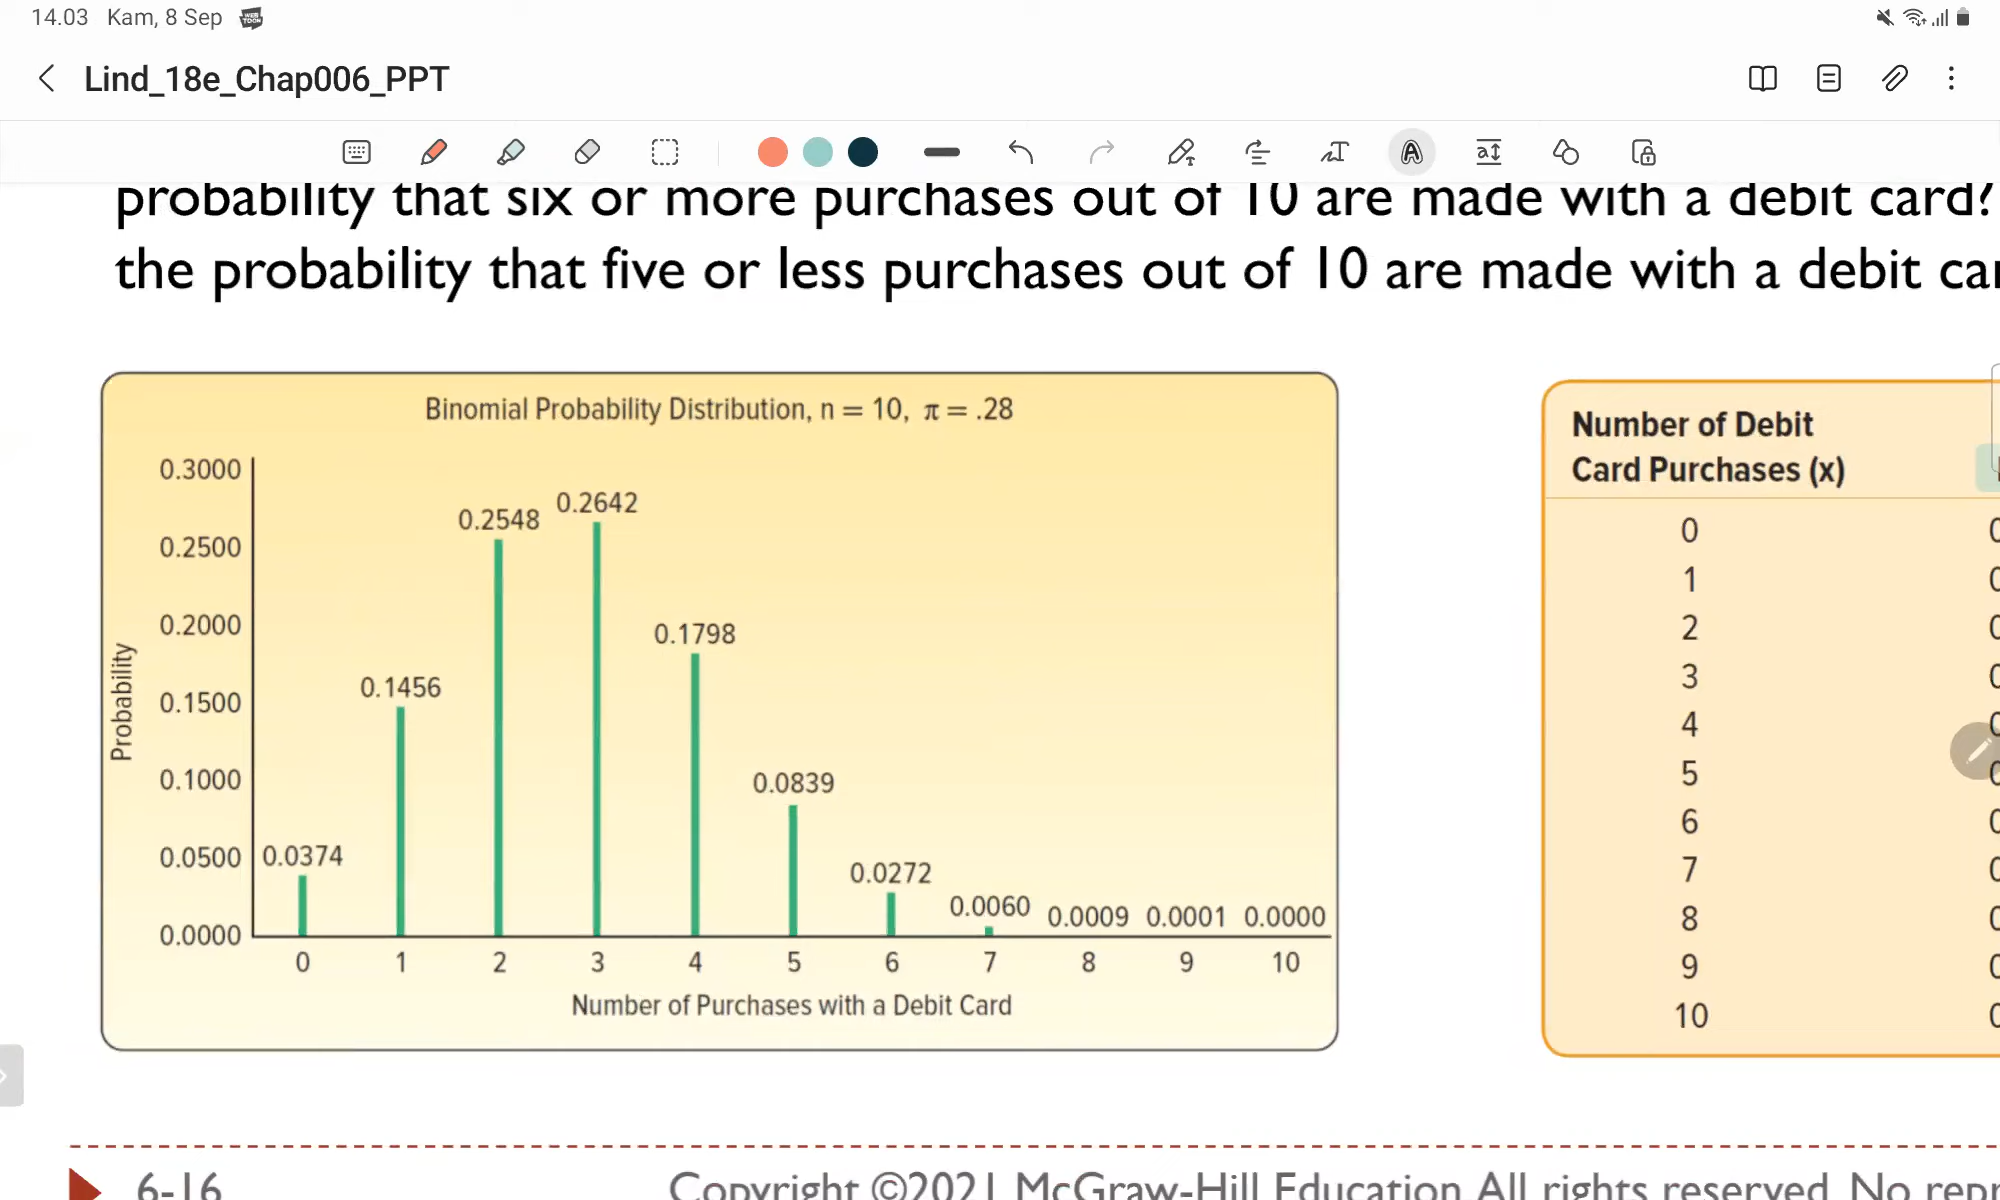 14.03 Kam, 8 Sep
Lind_18e_Chap006_PPT
probability that six or more purchases out of 10 are made with a debit card?
the probability that five or less purchases out of 10 are made with a debit
Binomial Probability Distribution, n = 10, π = .28
Probability
0.3000
0.2500
0.2000
0.1500
0.1000
0.0500
0.0000
0.0374
0.1456
0.2548
0.2642
0.1798
0.0839
0.0272
0.0060
0.0009
0.0001
0.0000
0 1 2 3 4 5 6 7 8 9 10
Number of Purchases with a Debit Card
Number of Debit
Card Purchases (x)
0
1
2
3
4
5
6
7
8
9
10
6-16
Copyright ©2021 McGraw-Hill Education All rights reserved. No